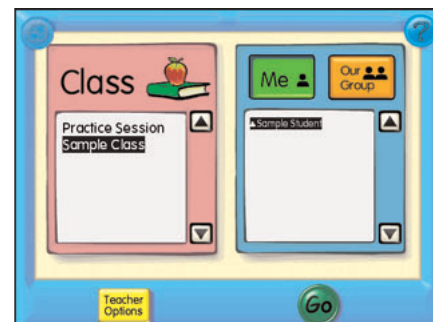 ?
Class
Practice Session
Sample Class
Me
Our
Group
Sample Student
Teacher
Options
Go